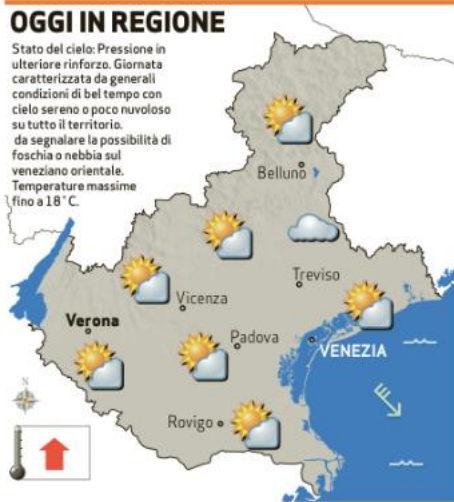 OGGI IN REGIONE
Stato del cielo: Pressione in
ulteriore rinforzo. Giornata
caratterizzata da generali
condizioni di bel tempo con
cielo sereno o poco nuvoloso
su tutto il territorio.
da segnalare la possibilità di
foschia o nebbia sul
veneziano orientale.
Temperature massime
fino a 18°C.
Belluno
Treviso
Vicenza
Verona
Padova
VENEZIA
Rovigo
N